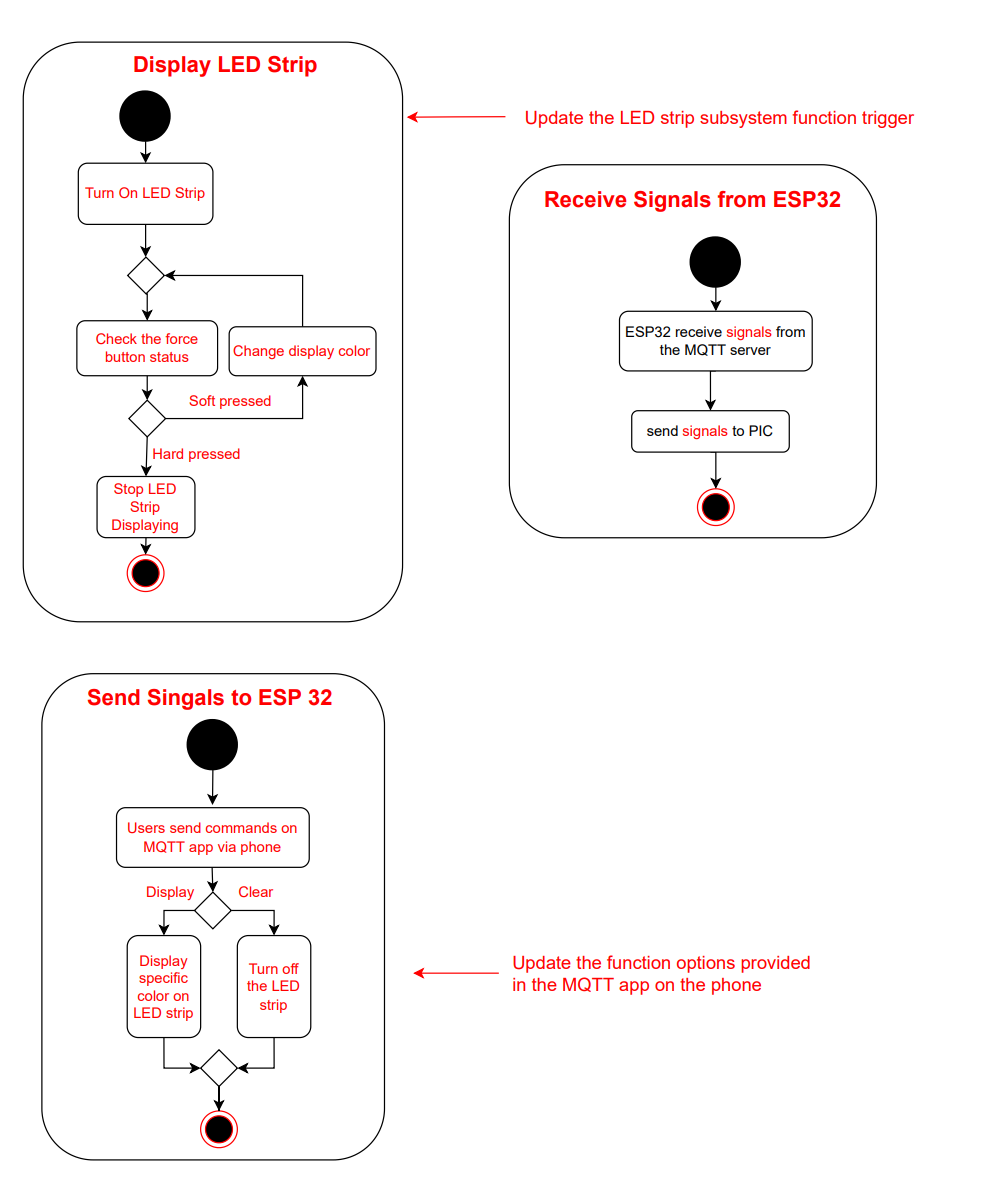 Display LED Strip
Turn On LED Strip
Check the force
button status
Change display color
Soft pressed
Hard pressed
Stop LED
Strip
Displaying
Update the LED strip subsystem function trigger
Receive Signals from ESP32
ESP32 receive signals from
the MQTT server
send signals to PIC
Send Singals to ESP 32
Users send commands on
MQTT app via phone
Display
Clear
Display
specific
color on
LED strip
Turn off
the LED
strip
Update the function options provided
in the MQTT app on the phone